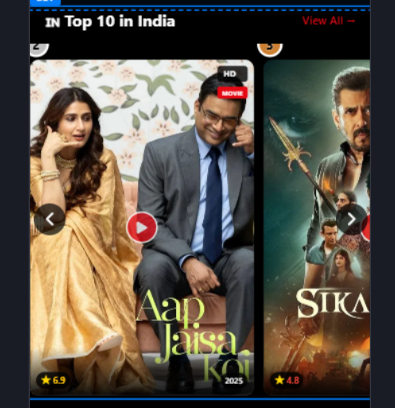 IN Top 10 in India
View All →
2
3
HD
MOVIE
Aap
Jaisa
Koi
SIKA
6.9
2025
4.8